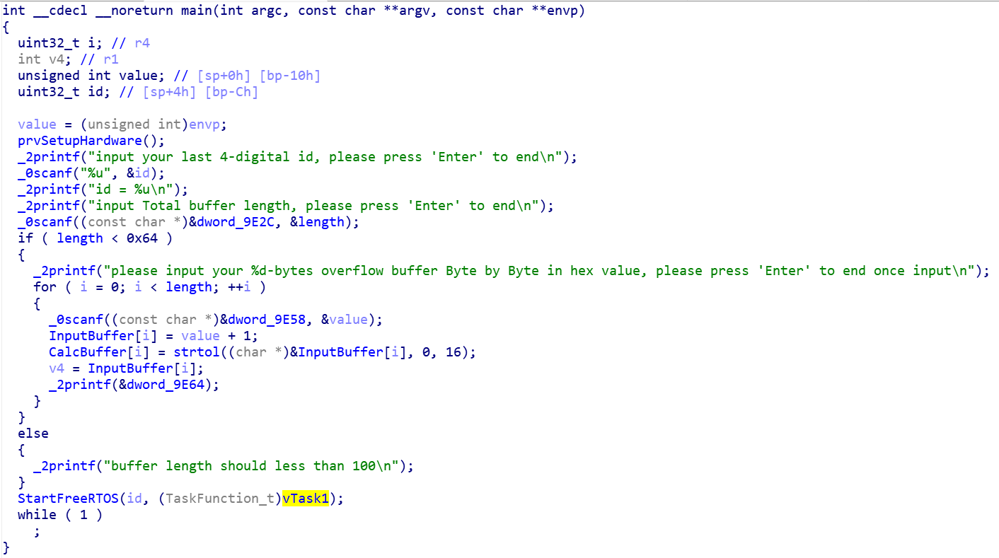 int __cdecl __noreturn main(int argc, const char **argv, const char **envp)
{
  uint32_t i; // r4
  int v4; // r1
  unsigned int value; // [sp+0h] [bp-10h]
  uint32_t id; // [sp+4h] [bp-Ch]

  value = (unsigned int)envp;
  prvSetupHardware();
  _2printf("input your last 4-digital id, please press 'Enter' to end\n");
  _0scanf("%u", &id);
  _2printf("id = %u\n");
  _2printf("input Total buffer length, please press 'Enter' to end\n");
  _0scanf((const char *)&dword_9E2C, &length);
  if ( length < 0x64 )
  {
    _2printf("please input your %d-bytes overflow buffer Byte by Byte in hex value, please press 'Enter' to end once input\n");
    for ( i = 0; i < length; ++i )
    {
      _0scanf((const char *)&dword_9E58, &value);
      InputBuffer[i] = value + 1;
      CalcBuffer[i] = strtol((char *)&InputBuffer[i], 0, 16);
      v4 = InputBuffer[i];
      _2printf(&dword_9E64);
    }
  }
  else
  {
    _2printf("buffer length should less than 100\n");
  }
  StartFreeRTOS(id, (TaskFunction_t)vTask1);
  while ( 1 )
    ;
}